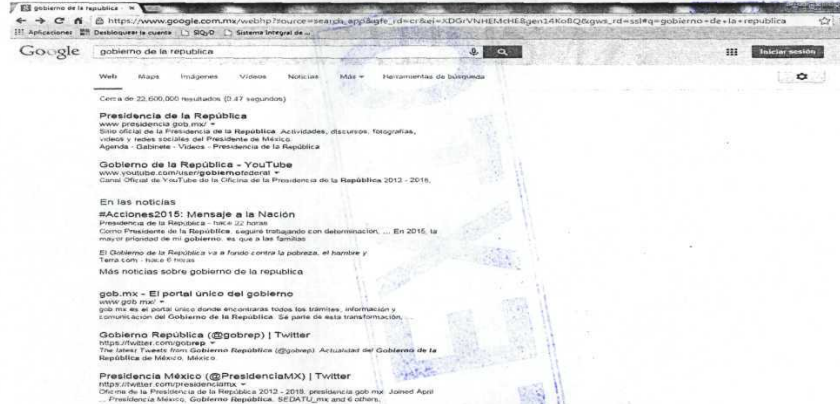 gobierno de la republica
https://www.google.com.mx/webhp?source=search_app&gfe_rd=cr&ei=XDGrVNHEMcHE8gen14KoBQ&gws_rd=ssl#q=gobierno+de+la+republica
Aplicaciones Desbloquear la cuenta SIQyD Sistema Integral de ...
Google gobierno de la republica Iniciar sesión
Web Maps Imágenes Vídeos Noticias Más Herramientas de búsqueda
Cerca de 22,600,000 resultados (0.47 segundos)
Presidencia de la República
www.presidencia.gob.mx/
Sitio oficial de la Presidencia de la República. Actividades, discursos, fotografías,
videos y redes sociales del Presidente de México.
Agenda - Gabinete - Videos - Presidencia de la República
Gobierno de la República - YouTube
www.youtube.com/user/gobiernofederal
Canal Oficial de YouTube de la Oficina de la Presidencia de la República 2012 - 2018.
En las noticias
#Acciones2015: Mensaje a la Nación
Presidencia de la República - hace 22 horas
Como Presidente de la República, seguiré trabajando con determinación, ... En 2015, la
mayor prioridad de mi gobierno, es que a las familias
El Gobierno de la República va a fondo contra la pobreza, el hambre y
Terra.com - hace 6 horas
Más noticias sobre gobierno de la republica
gob.mx - El portal único del gobierno
www.gob.mx/
gob.mx es el portal único donde encontrarás todos los trámites, información y
comunicación del Gobierno de la República. Sé parte de esta transformación, ...
Gobierno República (@gobrep) | Twitter
https://twitter.com/gobrep
The latest Tweets from Gobierno República (@gobrep). Actualidad del Gobierno de la
República de México. México
Presidencia México (@PresidenciaMX) | Twitter
https://twitter.com/presidenciamx
Oficina de la Presidencia de la República 2012 - 2018. presidencia.gob.mx. Joined April
... Presidencia México, Gobierno República, SEDATU_mx and 6 others.